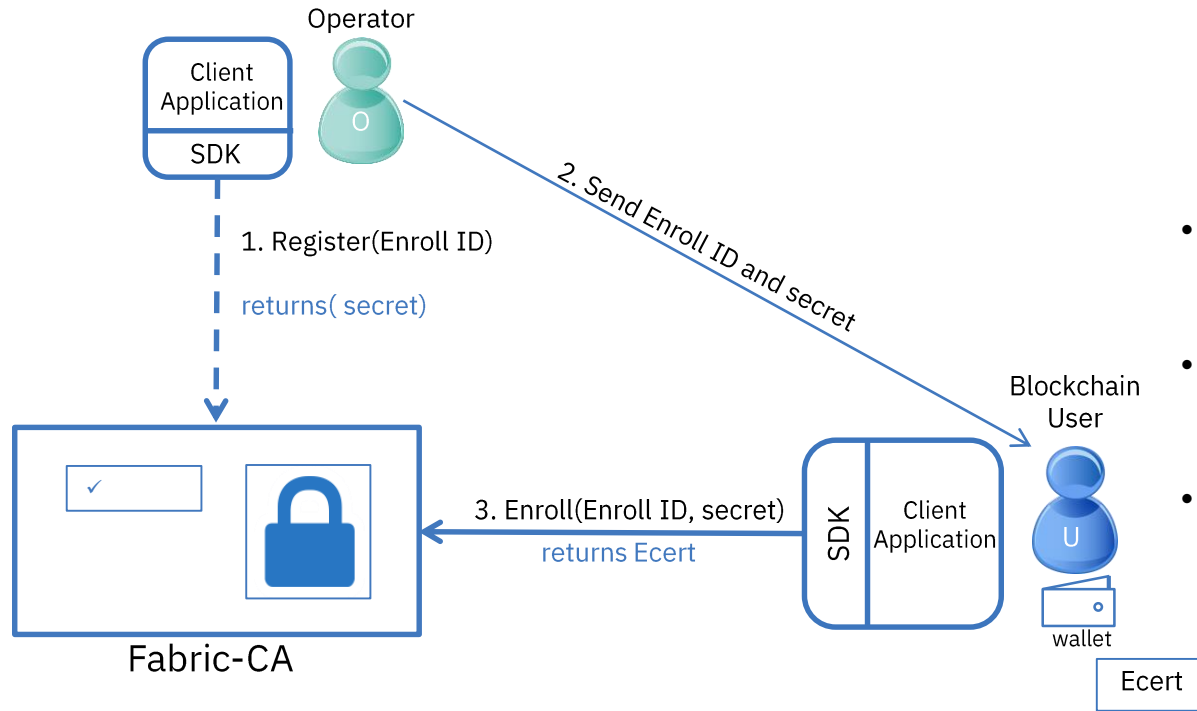 Operator
Client
Application
SDK
O
2. Send Enroll ID and secret
1. Register(Enroll ID)
returns( secret)
•
•
•
Blockchain
User
✓
3. Enroll(Enroll ID, secret)
returns Ecert
SDK
Client
Application
U
wallet
Fabric-CA
Ecert